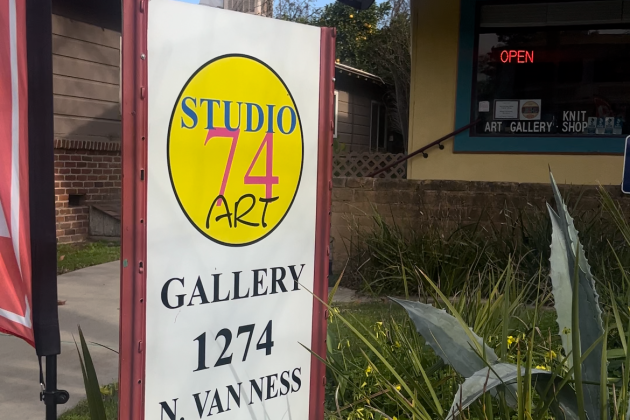 STUDIO
74
ART
GALLERY
1274
N. VAN NESS
OPEN
KNIT
ART GALLERY · SHOP